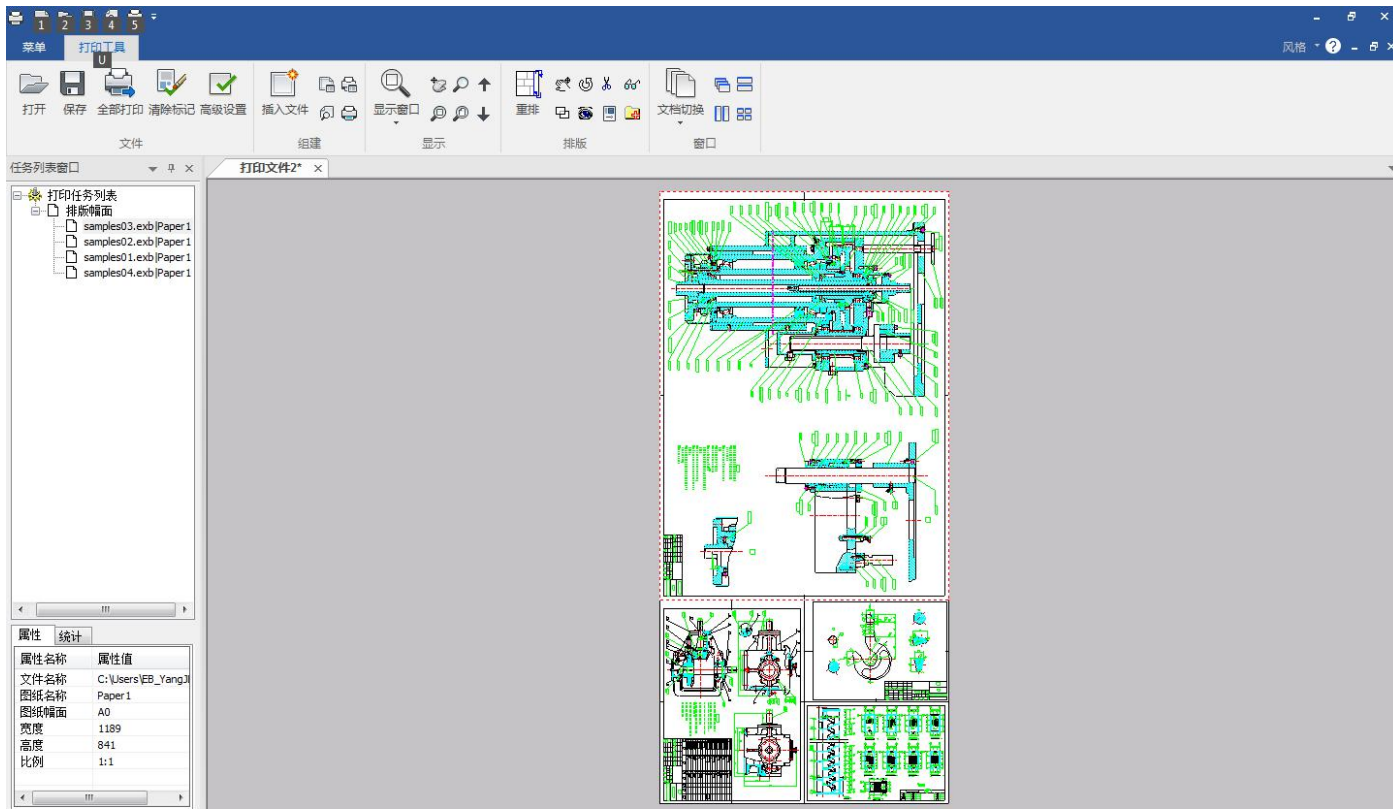 1 2 3 4 5
菜单 打印工具 风格
U
打开 保存 全部打印 清除标记 高级设置 插入文件 显示窗口 重排 文档切换
文件 组建 显示 排版 窗口
任务列表窗口 打印文件2*
打印任务列表
排版幅面
samples03.exb|Paper1
samples02.exb|Paper1
samples01.exb|Paper1
samples04.exb|Paper1
属性 统计
属性名称 属性值
文件名称 C:\Users\EB_YangJI
图纸名称 Paper1
图纸幅面 A0
宽度 1189
高度 841
比例 1:1